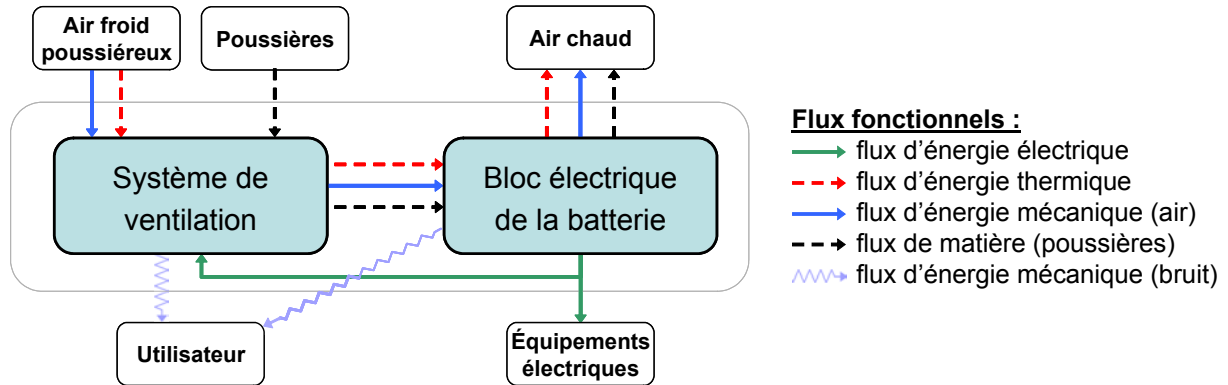 Air froid
poussiéreux
Poussières
Air chaud
Système de
ventilation
Bloc électrique
de la batterie
Utilisateur
Équipements
électriques
Flux fonctionnels :
flux d'énergie électrique
flux d'énergie thermique
flux d'énergie mécanique (air)
flux de matière (poussières)
flux d'énergie mécanique (bruit)